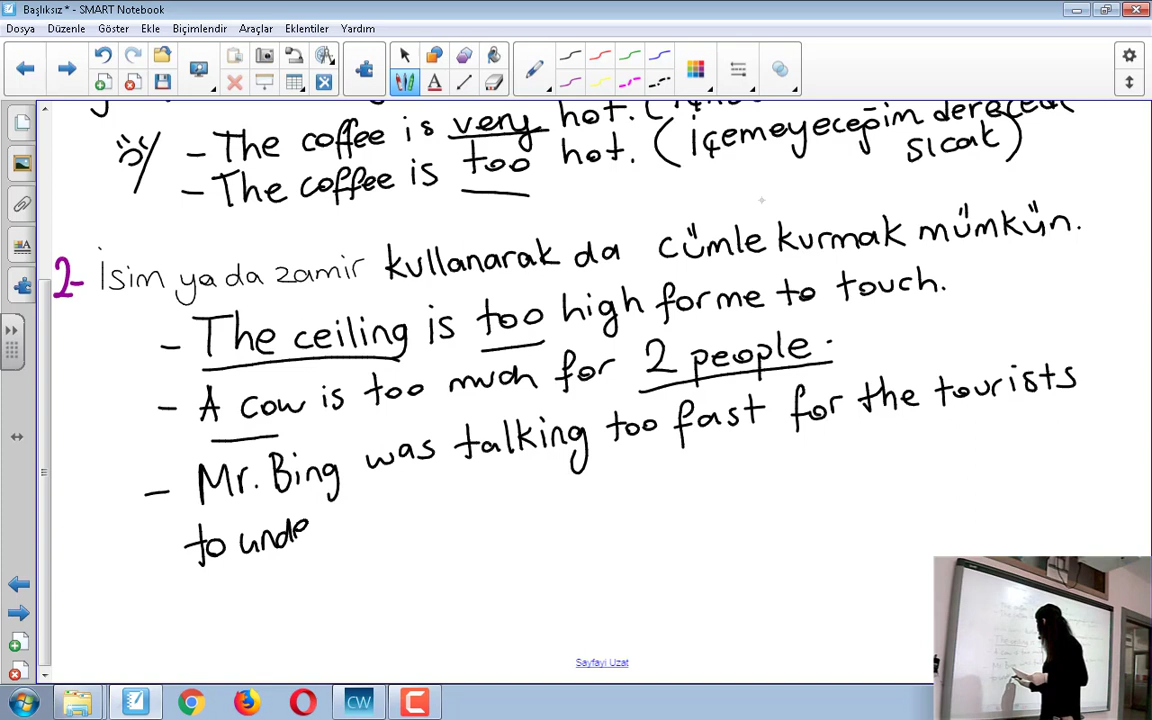 Başlıksız * - SMART Notebook
Dosya Düzenle Göster Ekle Biçimlendir Araçlar Eklentiler Yardım
- The coffee is very hot.
- The coffee is too hot. (İçemeyeceğim derecede sıcak)
2- İsim ya da zamir kullanarak da cümle kurmak mümkün.
- The ceiling is too high for me to touch.
- A cow is too much for 2 people.
- Mr. Bing was talking too fast for the tourists
to unde
Sayfayi Uzat
CW